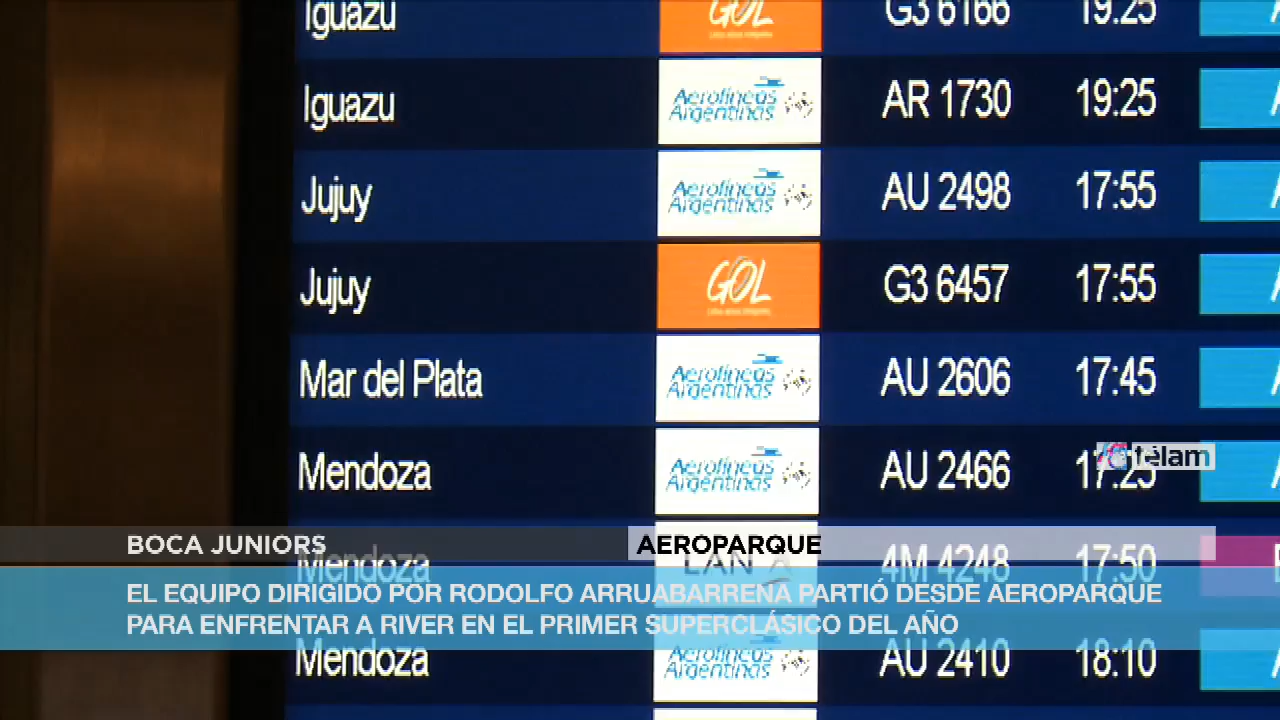 Iguazu GOL G3 6166 19:25
Iguazu Aerolíneas Argentinas AR 1730 19:25
Jujuy Aerolíneas Argentinas AU 2498 17:55
Jujuy GOL G3 6457 17:55
Mar del Plata Aerolíneas Argentinas AU 2606 17:45
Mendoza Aerolíneas Argentinas AU 2466 17:25
télam
BOCA JUNIORS AEROPARQUE
Mendoza LAN 4M 4248 17:50
EL EQUIPO DIRIGIDO POR RODOLFO ARRUABARRENA PARTIÓ DESDE AEROPARQUE
PARA ENFRENTAR A RIVER EN EL PRIMER SUPERCLÁSICO DEL AÑO
Mendoza Aerolíneas Argentinas AU 2410 18:10